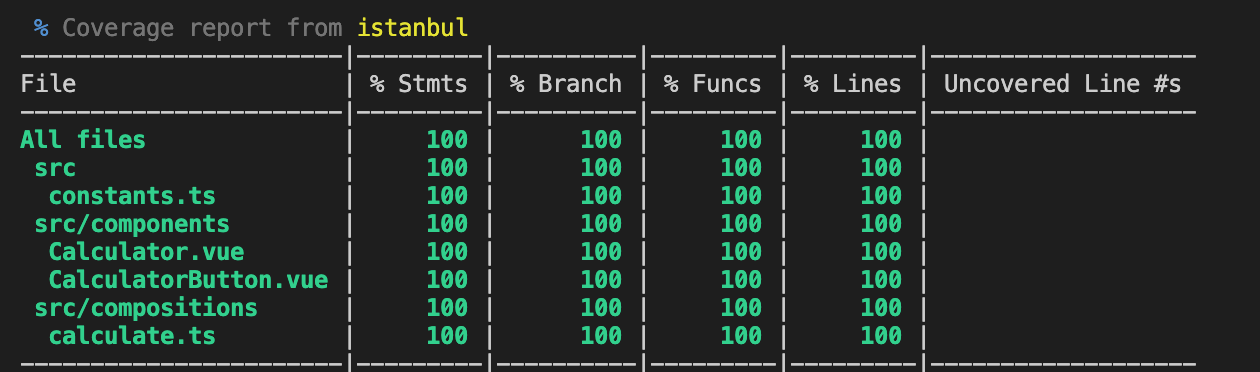 % Coverage report from istanbul
File | % Stmts | % Branch | % Funcs | % Lines | Uncovered Line #s
All files | 100 | 100 | 100 | 100 |
src | 100 | 100 | 100 | 100 |
constants.ts | 100 | 100 | 100 | 100 |
src/components | 100 | 100 | 100 | 100 |
Calculator.vue | 100 | 100 | 100 | 100 |
CalculatorButton.vue | 100 | 100 | 100 | 100 |
src/compositions | 100 | 100 | 100 | 100 |
calculate.ts | 100 | 100 | 100 | 100 |